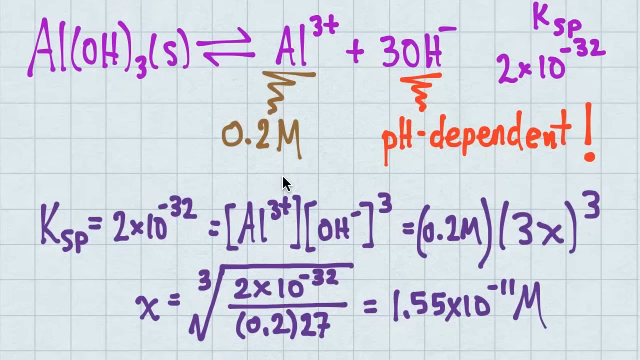 Al(OH)₃(s) ⇌ Al³⁺ + 3OH⁻
Ksp
2×10⁻³²
0.2M
pH-dependent!
Ksp = 2×10⁻³² = [Al³⁺][OH⁻]³ = (0.2M)(3x)³
x = ³√(2×10⁻³² / (0.2)27) = 1.55×10⁻¹¹ M